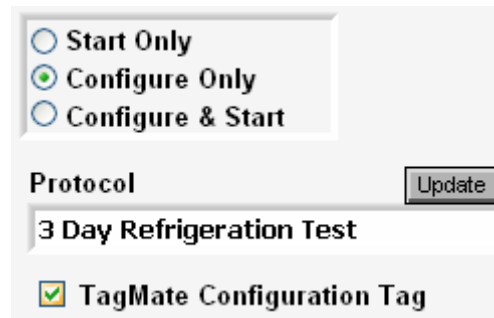 Start Only
Configure Only
Configure & Start
Protocol Update
3 Day Refrigeration Test
TagMate Configuration Tag